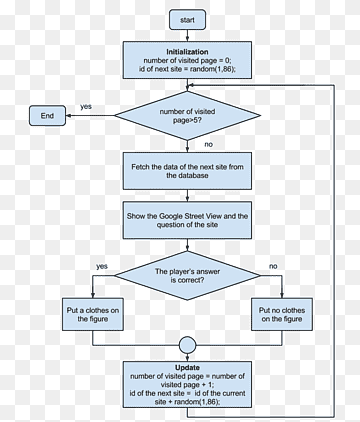 start
Initialization
number of visited page = 0;
id of next site = random(1,86);
yes
End
number of visited
page>5?
no
Fetch the data of the next site from
the database
Show the Google Street View and the
question of the site
yes
The player's answer
is correct?
no
Put a clothes on
the figure
Put no clothes
on the figure
Update
number of visited page = number of
visited page + 1;
id of the next site = id of the current
site + random(1,86);